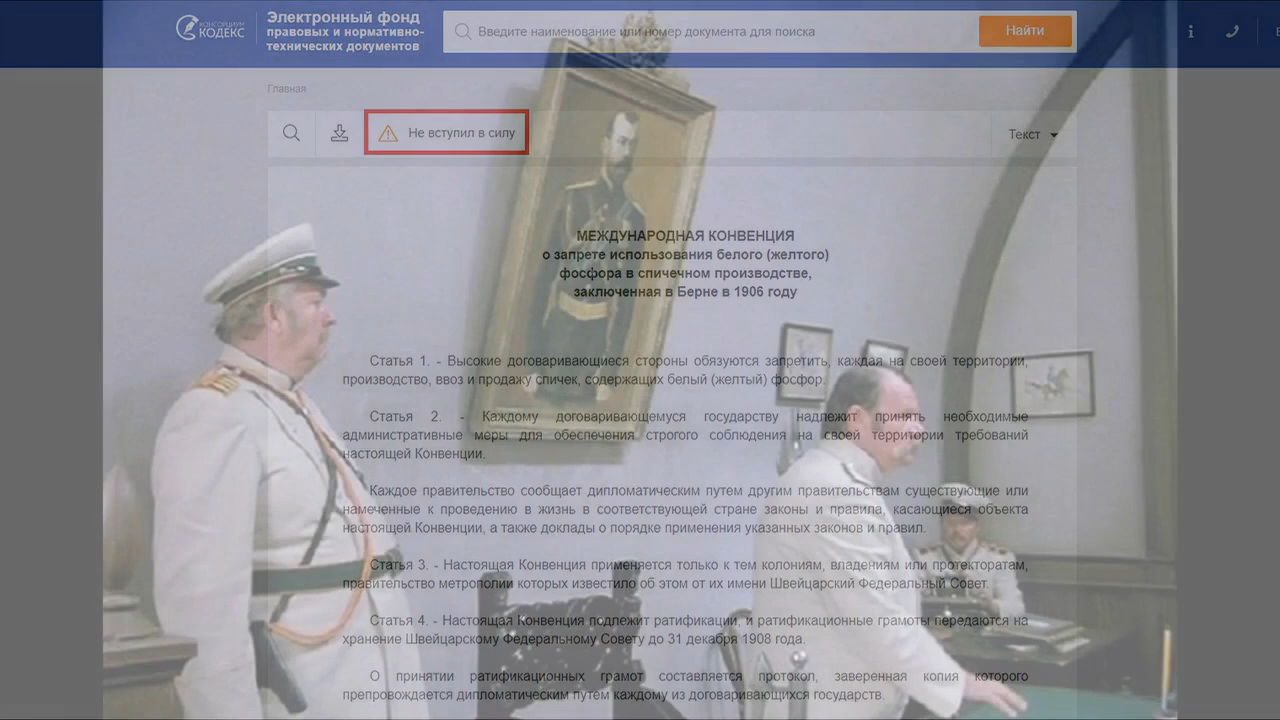 КОНСОРЦИУМ
КОДЕКС
Электронный фонд
правовых и нормативно-
технических документов
Введите наименование или номер документа для поиска
Найти
Главная
Не вступил в силу
Текст
МЕЖДУНАРОДНАЯ КОНВЕНЦИЯ
о запрете использования белого (желтого)
фосфора в спичечном производстве,
заключенная в Берне в 1906 году
Статья 1. - Высокие договаривающиеся стороны обязуются запретить, каждая на своей территории,
производство, ввоз и продажу спичек, содержащих белый (желтый) фосфор.
Статья 2. - Каждому договаривающемуся государству надлежит принять необходимые
административные меры для обеспечения строгого соблюдения на своей территории требований
настоящей Конвенции.
Каждое правительство сообщает дипломатическим путем другим правительствам существующие или
намеченные к проведению в жизнь в соответствующей стране законы и правила, касающиеся объекта
настоящей Конвенции, а также доклады о порядке применения указанных законов и правил.
Статья 3. - Настоящая Конвенция применяется только к тем колониям, владениям или протекторатам,
правительство метрополии которых известило об этом от их имени Швейцарский Федеральный Совет.
Статья 4. - Настоящая Конвенция подлежит ратификации, и ратификационные грамоты передаются на
хранение Швейцарскому Федеральному Совету до 31 декабря 1908 года.
О принятии ратификационных грамот составляется протокол, заверенная копия которого
препровождается дипломатическим путем каждому из договаривающихся государств.